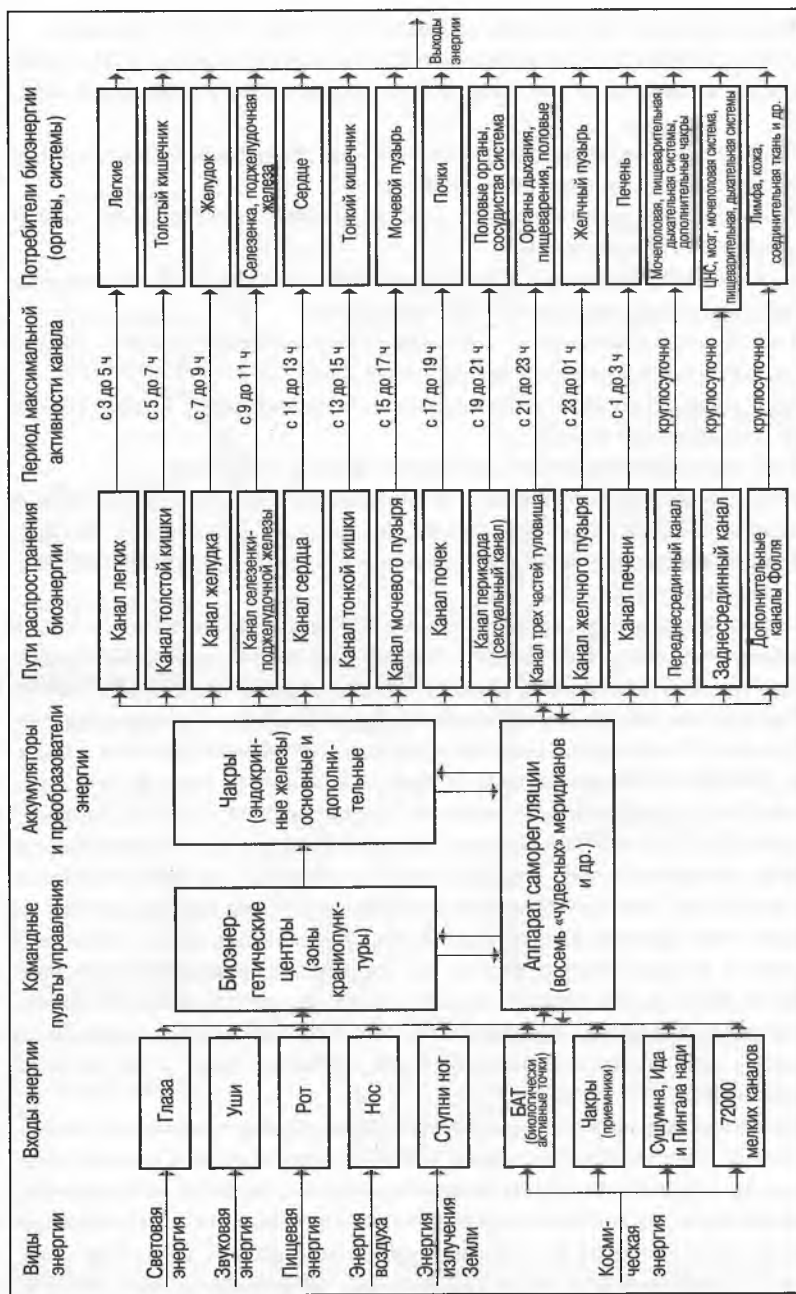 Виды
энергии
Входы энергии
Командные
пульты управления
Аккумуляторы
и преобразователи
энергии
Пути распространения
биоэнергии
Период максимальной
активности канала
Потребители биоэнергии
(органы, системы)
Световая
энергия
Звуковая
энергия
Пищевая
энергия
Энергия
воздуха
Энергия
излучения
Земли
Косми-
ческая
энергия
Глаза
Уши
Рот
Нос
Ступни ног
БАТ
(биологически
активные точки)
Чакры
(приемники)
Сушумна, Ида
и Пингала нади
72000
мелких каналов
Биоэнер-
гетические
центры
(зоны
краниопунк-
туры)
Чакры
(эндокрин-
ные железы)
основные и
дополни-
тельные
Аппарат саморегуляции
(восемь «чудесных» меридианов
и др.)
Канал легких
с 3 до 5 ч
Легкие
Канал толстой кишки
с 5 до 7 ч
Толстый кишечник
Канал желудка
с 7 до 9 ч
Желудок
Канал селезенки-
поджелудочной железы
с 9 до 11 ч
Селезенка, поджелудочная
железа
Канал сердца
с 11 до 13 ч
Сердце
Канал тонкой кишки
с 13 до 15 ч
Тонкий кишечник
Канал мочевого пузыря
с 15 до 17 ч
Мочевой пузырь
Канал почек
с 17 до 19 ч
Почки
Канал перикарда
(сексуальный канал)
с 19 до 21 ч
Половые органы,
сосудистая система
Канал трех частей туловища
с 21 до 23 ч
Органы дыхания,
пищеварения, половые
Канал желчного пузыря
с 23 до 01 ч
Желчный пузырь
Канал печени
с 1 до 3 ч
Печень
Переднесрединный канал
круглосуточно
Мочеполовая, пищеварительная,
дыхательная системы,
дополнительные чакры
Заднесрединный канал
круглосуточно
ЦНС, мозг, мочеполовая система,
пищеварительная, дыхательная системы
Дополнительные
каналы Фолля
круглосуточно
Лимфа, кожа,
соединительная ткань и др.
Выходы
энергии